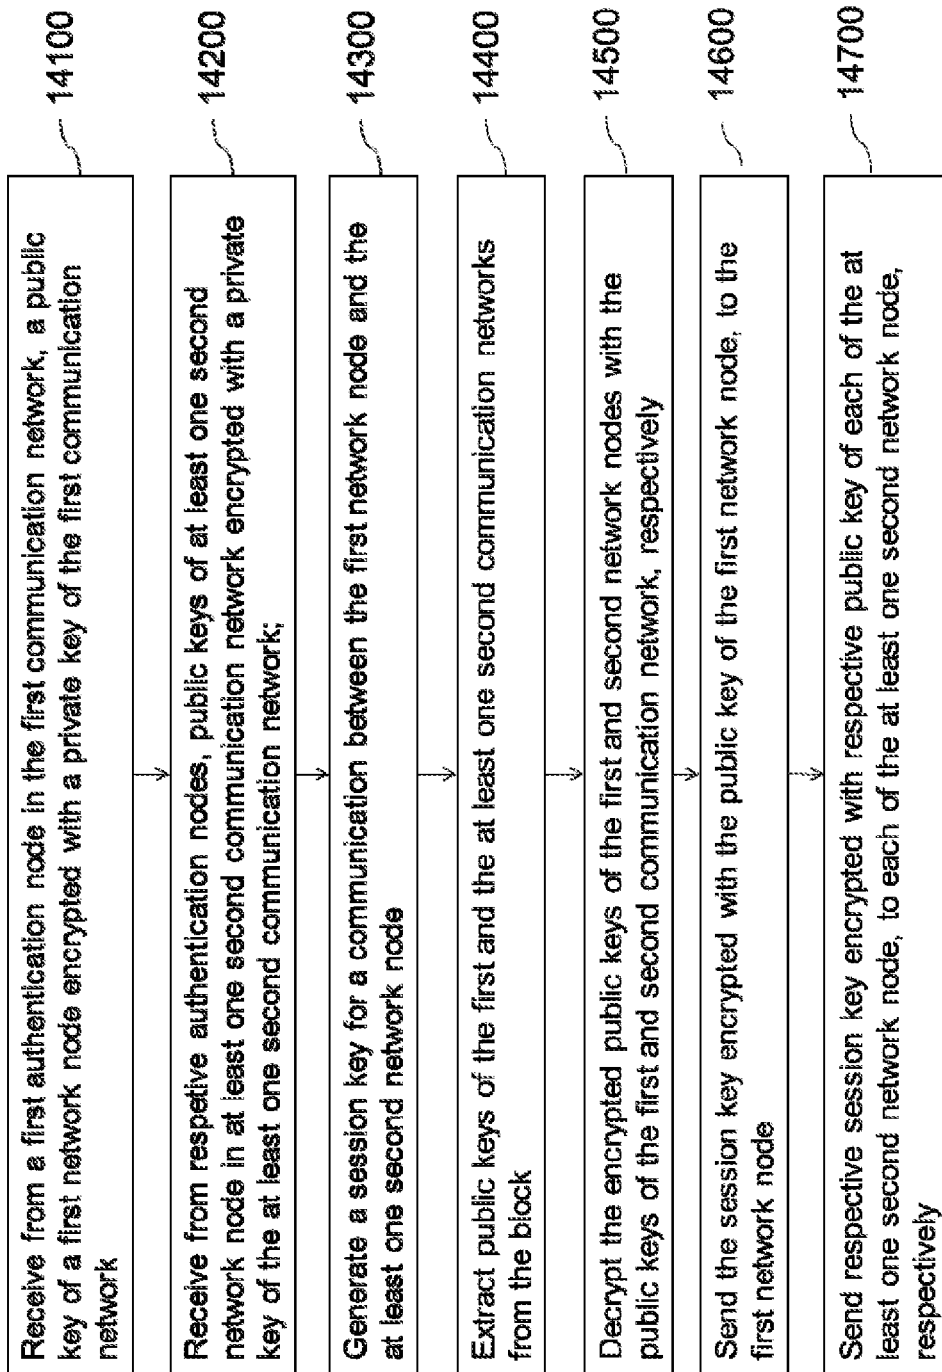 Receive from a first authentication node in the first communication network, a public
key of a first network node encrypted with a private key of the first communication
network
14100
Receive from respetive authentication nodes, public keys of at least one second
network node in at least one second communication network encrypted with a private
key of the at least one second communication network;
14200
Generate a session key for a communication between the first network node and the
at least one second network node
14300
Extract public keys of the first and the at least one second communication networks
from the block
14400
Decrypt the encrypted public keys of the first and second network nodes with the
public keys of the first and second communication network, respectively
14500
Send the session key encrypted with the public key of the first network node, to the
first network node
14600
Send respective session key encrypted with respective public key of each of the at
least one second network node, to each of the at least one second network node,
respectively
14700